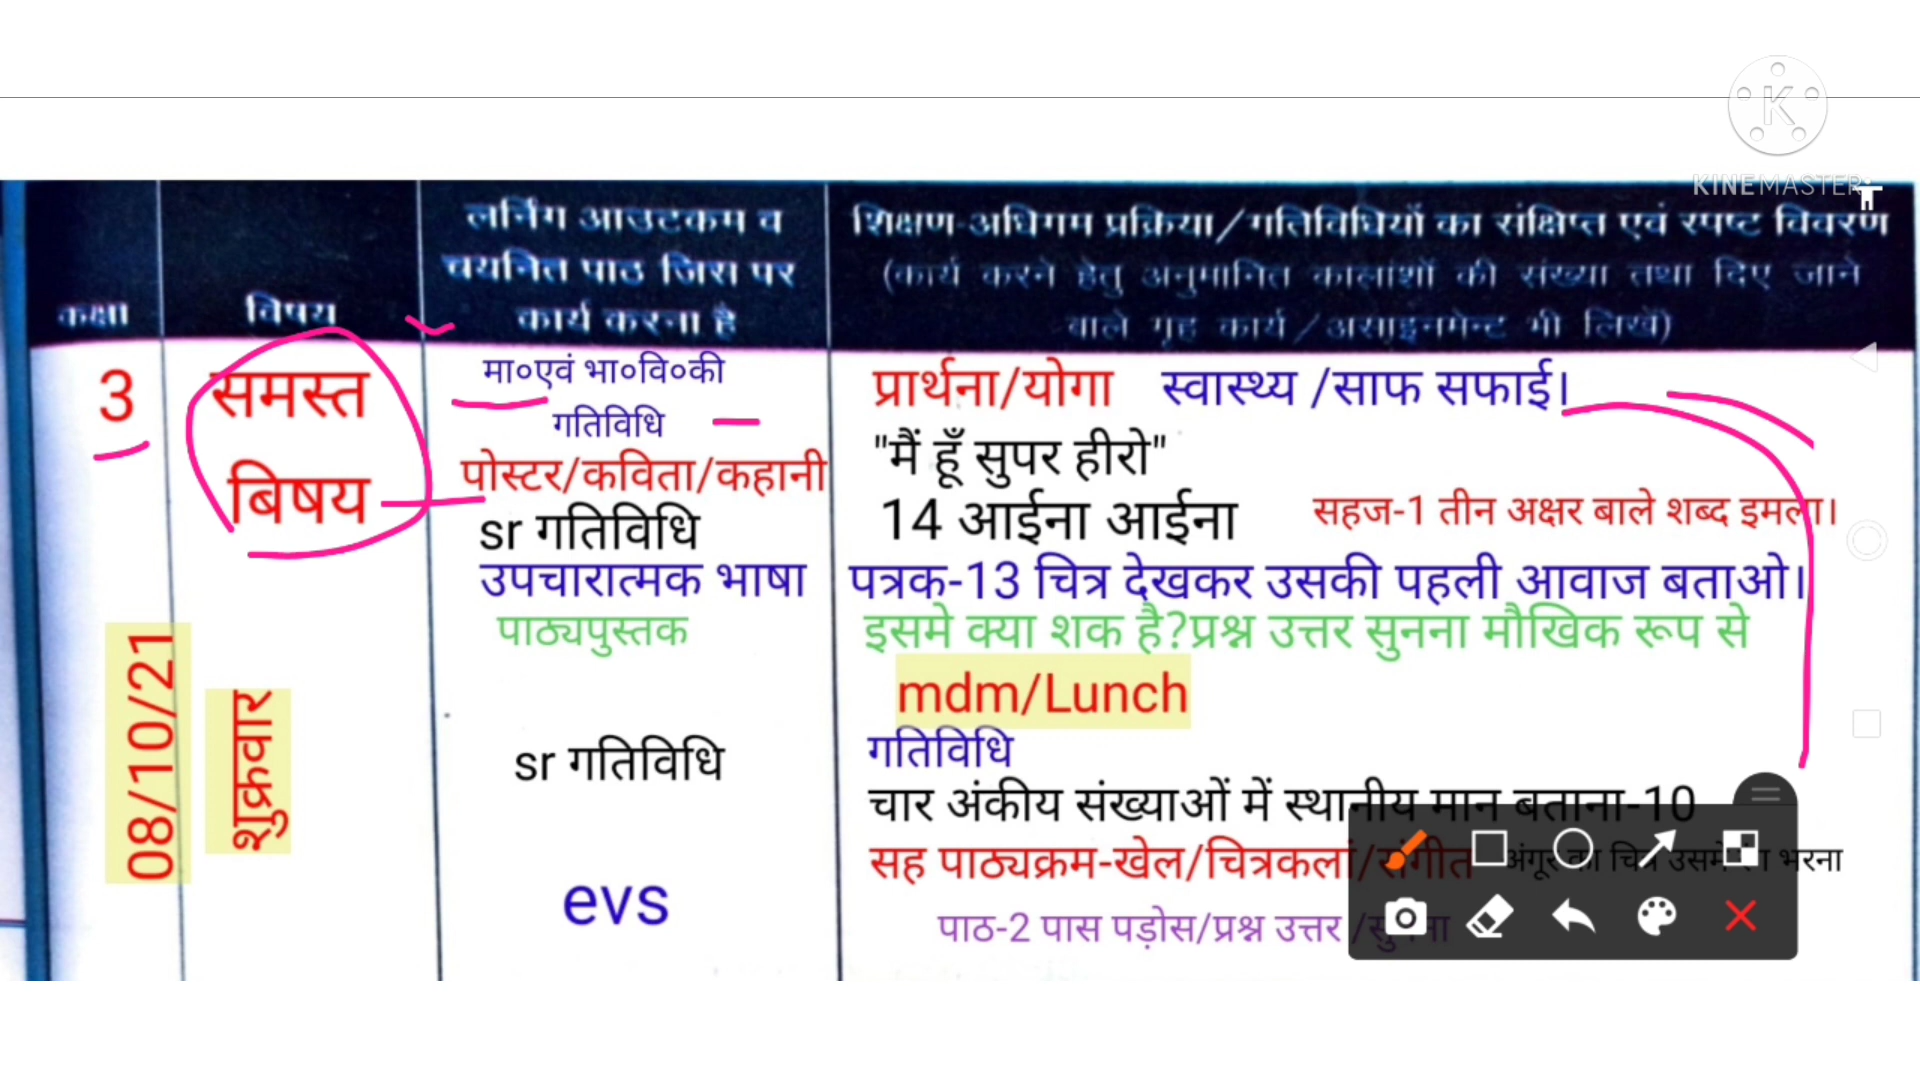 KINEMASTER
कक्षा
विषय
लर्निंग आउटकम व
चयनित पाठ जिस पर
कार्य करना है
शिक्षण-अधिगम प्रक्रिया/गतिविधियों का संक्षिप्त एवं स्पष्ट विवरण
(कार्य करने हेतु अनुमानित कालांशों की संख्या तथा दिए जाने
वाले गृह कार्य/असाइनमेन्ट भी लिखें)
3
समस्त
बिषय
08/10/21
शुक्रवार
मा०एवं भा०वि०की
गतिविधि
पोस्टर/कविता/कहानी
sr गतिविधि
उपचारात्मक भाषा
पाठ्यपुस्तक
sr गतिविधि
evs
प्रार्थना/योगा स्वास्थ्य /साफ सफाई।
"मैं हूँ सुपर हीरो"
14 आईना आईना सहज-1 तीन अक्षर बाले शब्द इमला।
पत्रक-13 चित्र देखकर उसकी पहली आवाज बताओ।
इसमे क्या शक है?प्रश्न उत्तर सुनना मौखिक रूप से
mdm/Lunch
गतिविधि
चार अंकीय संख्याओं में स्थानीय मान बताना-10
सह पाठ्यक्रम-खेल/चित्रकला/संगीत अंगूर का चित्र उसमे भरना
पाठ-2 पास पड़ोस/प्रश्न उत्तर /सुनना